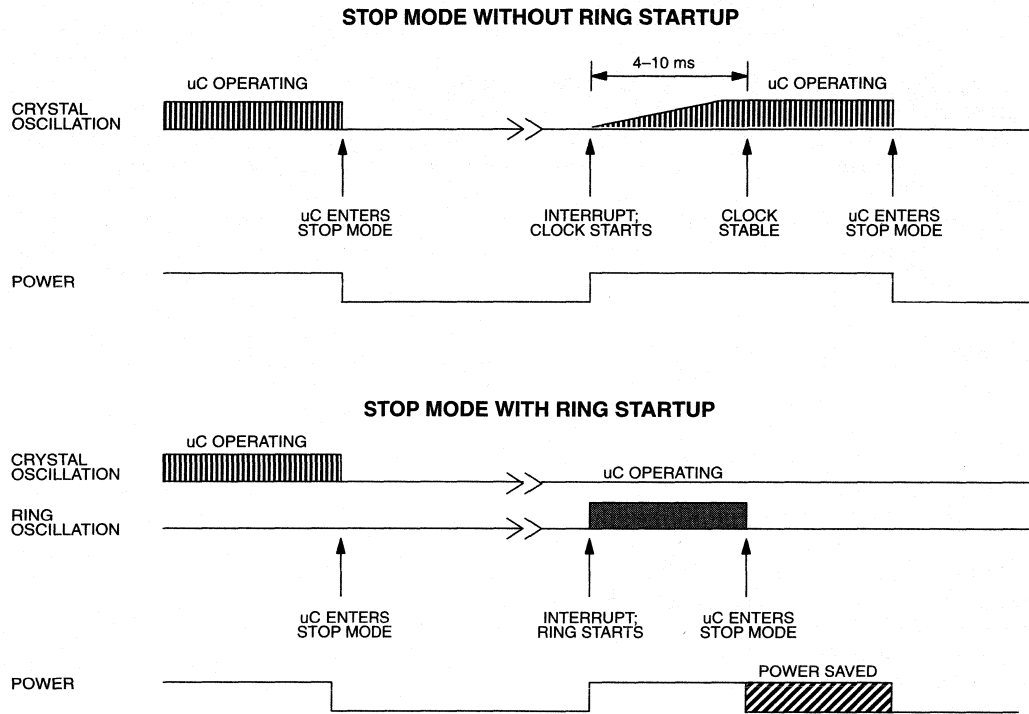 STOP MODE WITHOUT RING STARTUP
4–10 ms
uC OPERATING
uC OPERATING
CRYSTAL
OSCILLATION
uC ENTERS
STOP MODE
INTERRUPT;
CLOCK STARTS
CLOCK
STABLE
uC ENTERS
STOP MODE
POWER
STOP MODE WITH RING STARTUP
uC OPERATING
CRYSTAL
OSCILLATION
uC OPERATING
RING
OSCILLATION
uC ENTERS
STOP MODE
INTERRUPT;
RING STARTS
uC ENTERS
STOP MODE
POWER SAVED
POWER